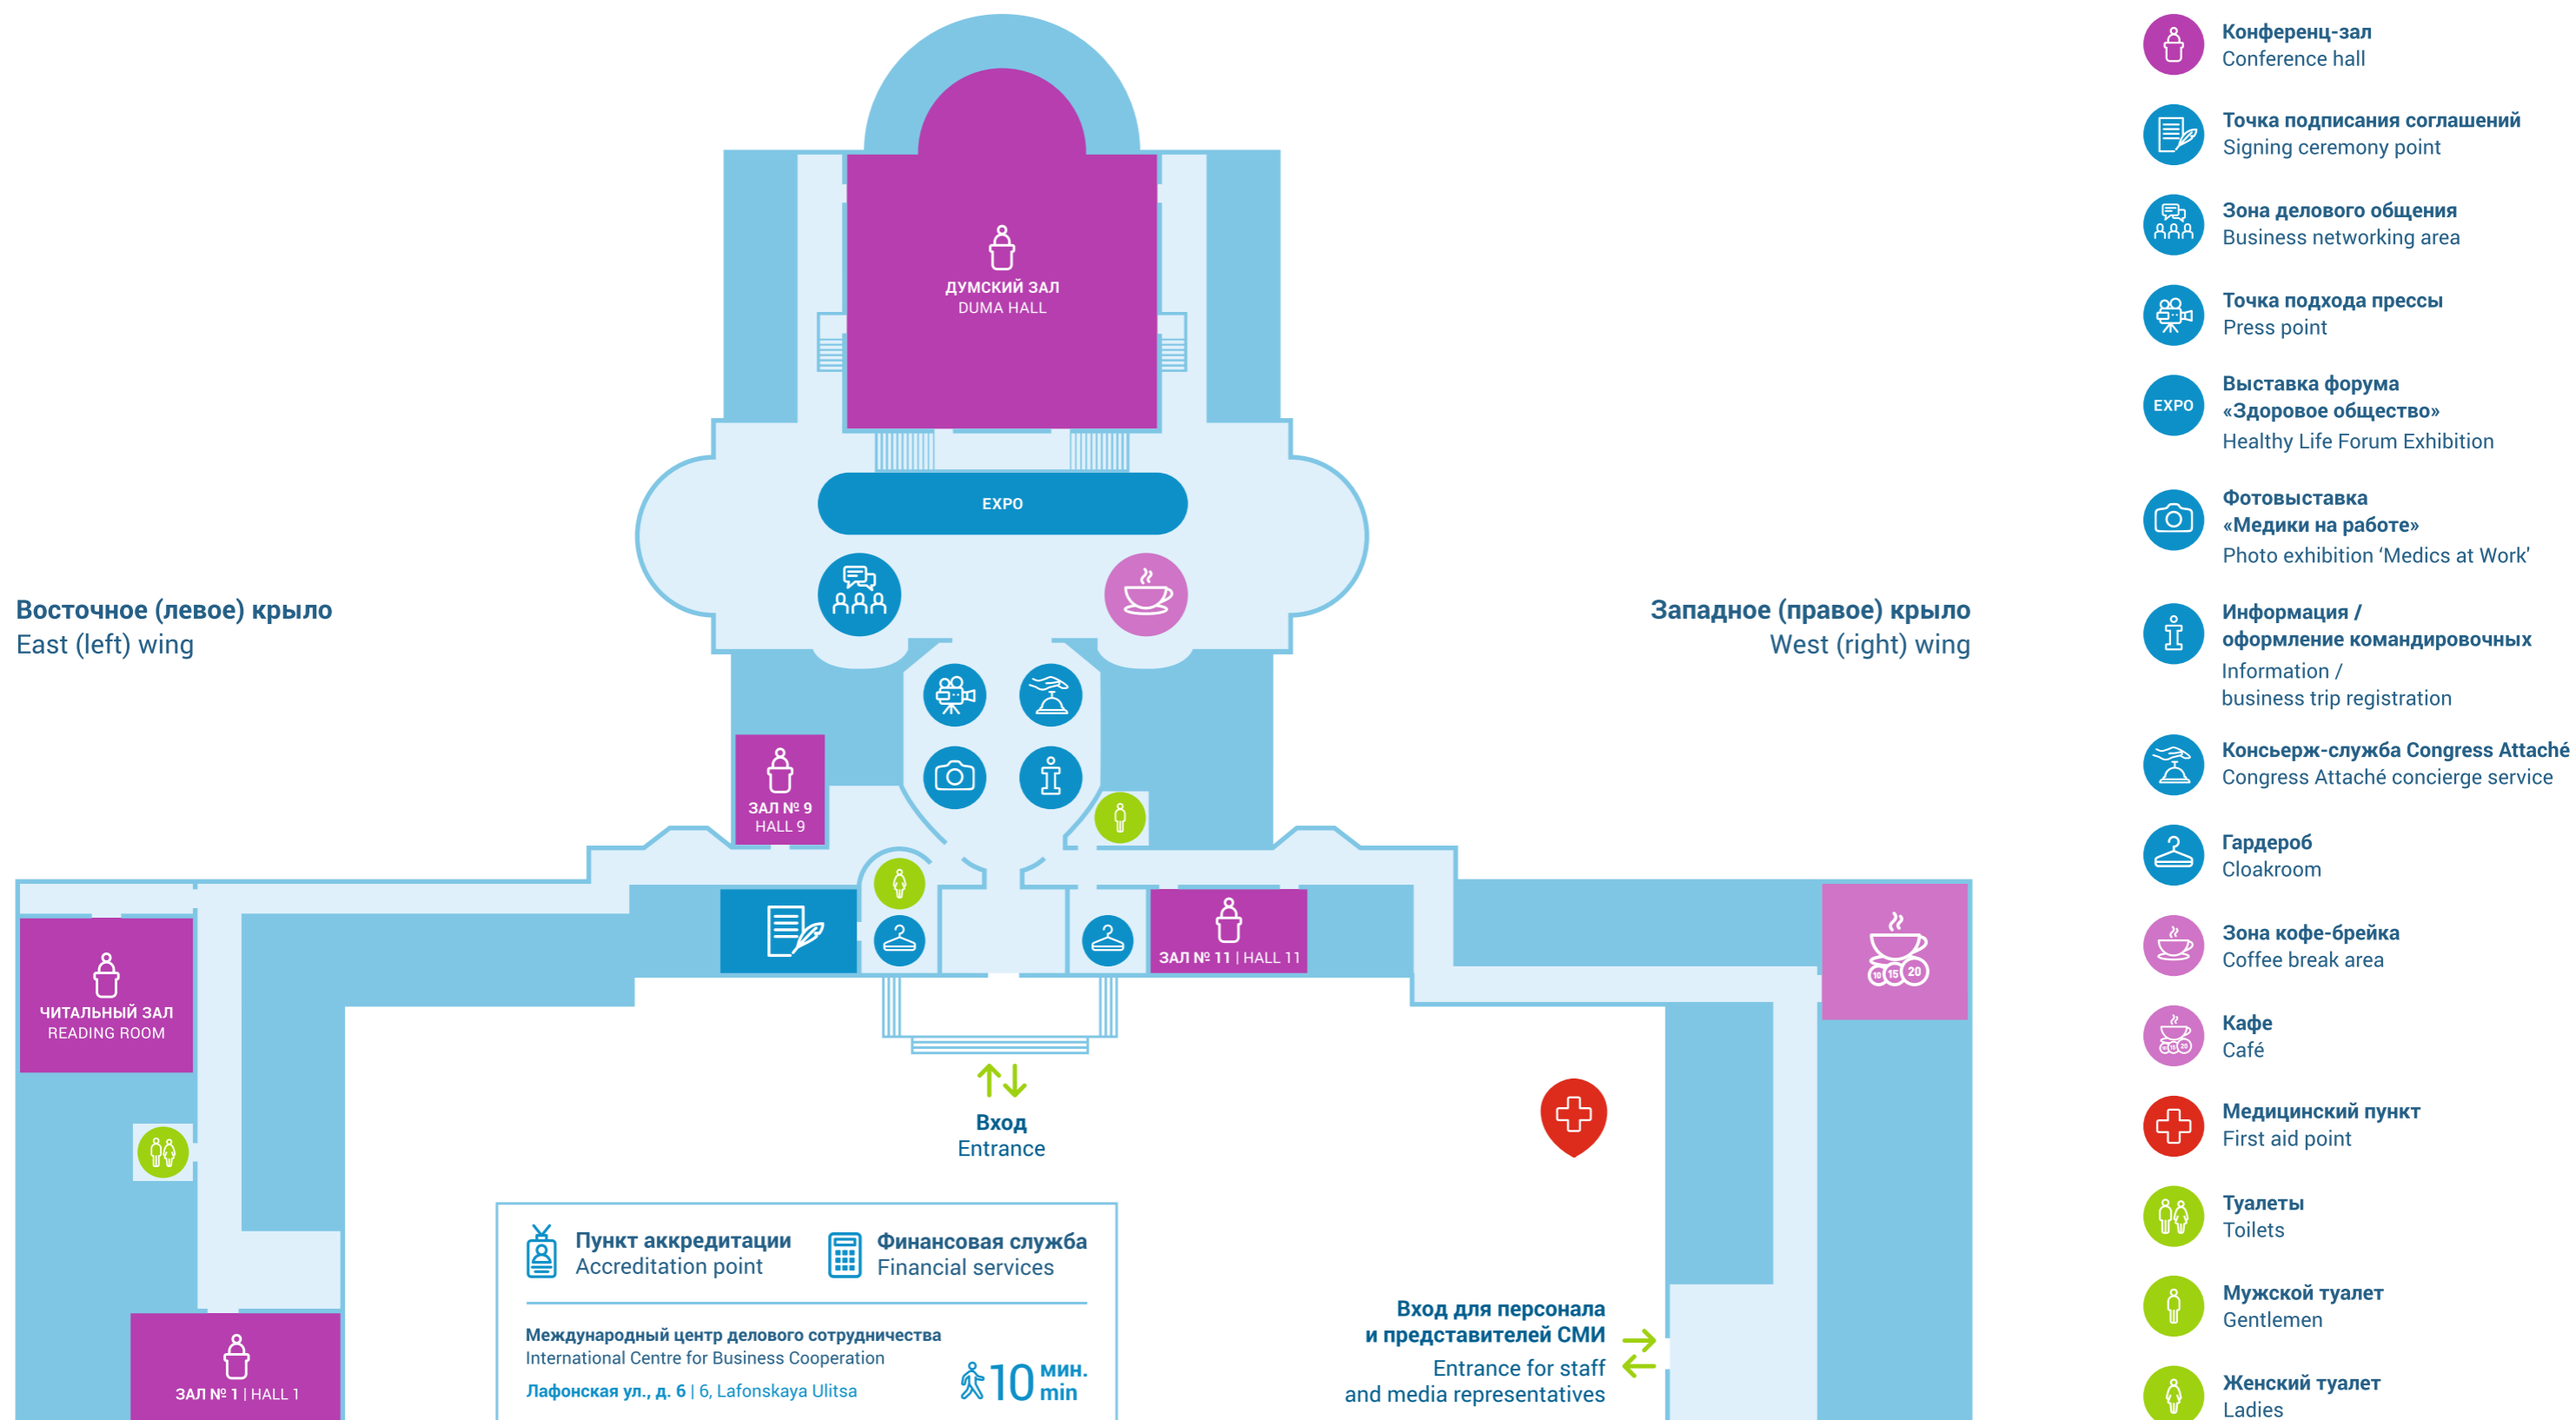 ДУМСКИЙ ЗАЛ
DUMA HALL
EXPO
Восточное (левое) крыло
East (left) wing
Западное (правое) крыло
West (right) wing
ЗАЛ № 9
HALL 9
ЗАЛ № 11 | HALL 11
10 15 20
ЧИТАЛЬНЫЙ ЗАЛ
READING ROOM
Вход
Entrance
Пункт аккредитации
Accreditation point
Финансовая служба
Financial services
Международный центр делового сотрудничества
International Centre for Business Cooperation
Лафонская ул., д. 6 | 6, Lafonskaya Ulitsa
10 мин.
min
Вход для персонала
и представителей СМИ
Entrance for staff
and media representatives
ЗАЛ № 1 | HALL 1
Конференц-зал
Conference hall
Точка подписания соглашений
Signing ceremony point
Зона делового общения
Business networking area
Точка подхода прессы
Press point
EXPO
Выставка форума
«Здоровое общество»
Healthy Life Forum Exhibition
Фотовыставка
«Медики на работе»
Photo exhibition ‘Medics at Work'
Информация /
оформление командировочных
Information /
business trip registration
Консьерж-служба Congress Attaché
Congress Attaché concierge service
Гардероб
Cloakroom
Зона кофе-брейка
Coffee break area
10 15 20
Кафе
Café
Медицинский пункт
First aid point
Туалеты
Toilets
Мужской туалет
Gentlemen
Женский туалет
Ladies